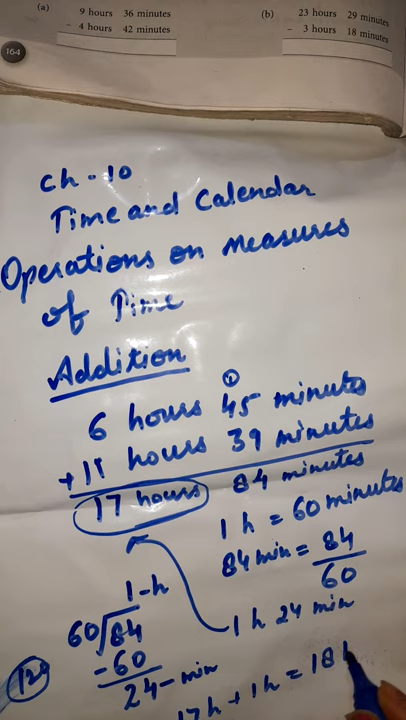 (a) 9 hours 36 minutes
− 4 hours 42 minutes
(b) 23 hours 29 minutes
− 3 hours 18 minutes
164
Ch - 10
Time and Calendar
Operations on Measures
of Time
Addition
1
6 hours 45 minutes
+11 hours 39 minutes
17 hours 84 minutes
1 h = 60 minutes
84 min = 84/60
1 h 24 min
1-h
60 84
-60
24-min
17h + 1h = 18